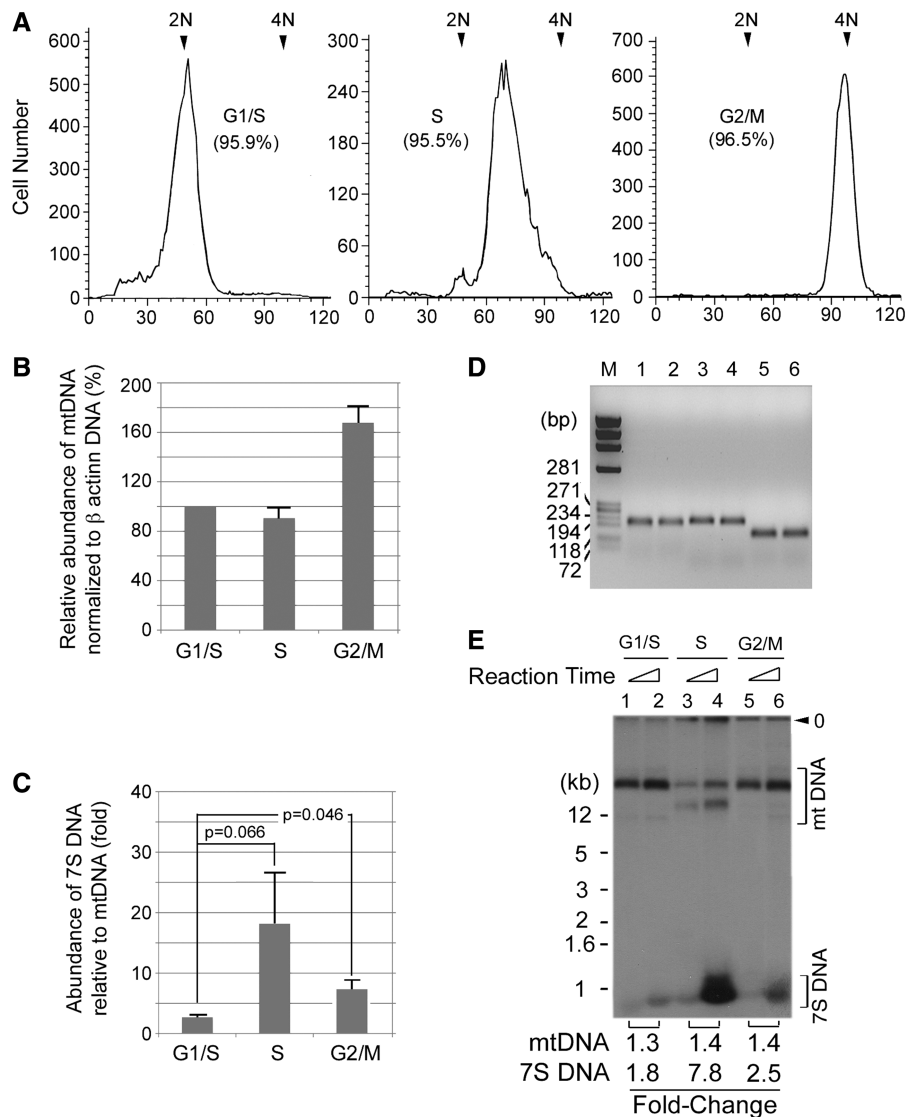 A
2N 4N
2N 4N
2N 4N
Cell Number
600
500
400
300
200
100
0
G1/S
(95.9%)
0 30 60 90 120
300
240
180
120
60
0
S
(95.5%)
0 30 60 90 120
700
600
500
400
300
200
100
0
G2/M
(96.5%)
0 30 60 90 120
B
Relative abundance of mtDNA
normalized to β actinn DNA (%)
200
160
120
80
40
0
G1/S S G2/M
C
Abundance of 7S DNA
relative to mtDNA (fold)
40
30
20
10
0
p=0.046
p=0.066
G1/S S G2/M
D
M 1 2 3 4 5 6
(bp)
281
271
234
194
118
72
E
G1/S S G2/M
Reaction Time
1 2 3 4 5 6
0
(kb)
12
5
3
2
1.6
1
mt DNA
7S DNA
mtDNA 1.3 1.4 1.4
7S DNA 1.8 7.8 2.5
Fold-Change